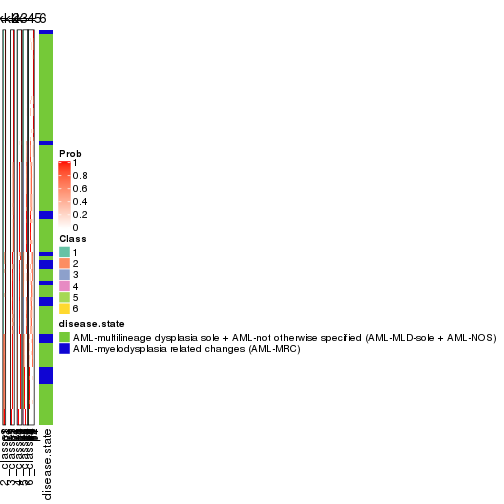 Prob
1
0.8
0.6
0.4
0.2
0
Class
1
2
3
4
5
6
disease.state
AML-multilineage dysplasia sole + AML-not otherwise specified (AML-MLD-sole + AML-NOS)
AML-myelodysplasia related changes (AML-MRC)
disease.state